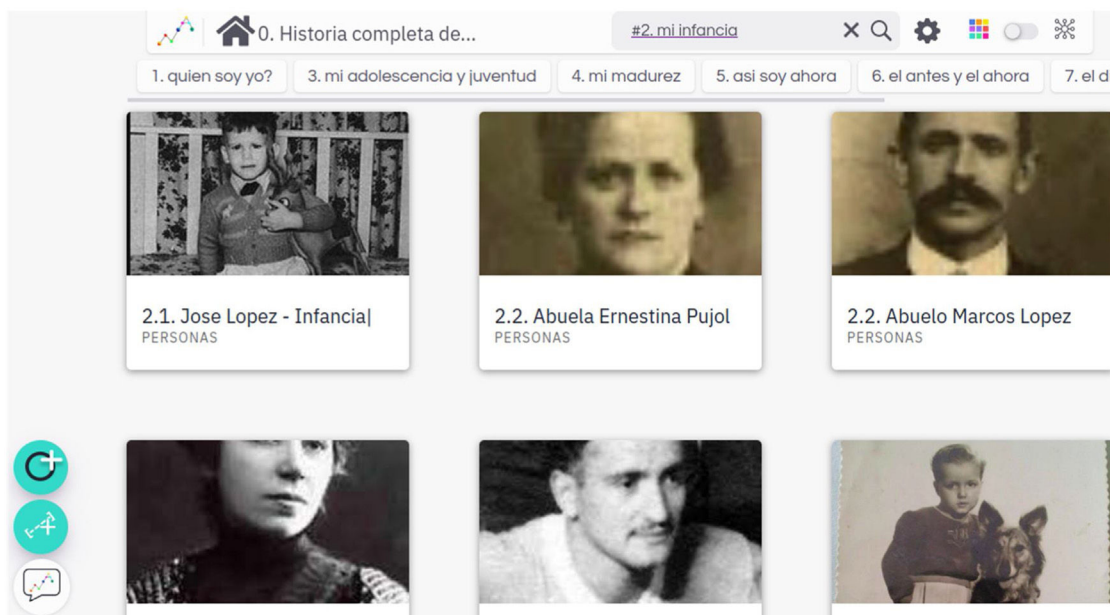 0. Historia completa de...
#2. mi infancia
1. quien soy yo?
3. mi adolescencia y juventud
4. mi madurez
5. asi soy ahora
6. el antes y el ahora
7. el d
2.1. Jose Lopez - Infancia|
PERSONAS
2.2. Abuela Ernestina Pujol
PERSONAS
2.2. Abuelo Marcos Lopez
PERSONAS